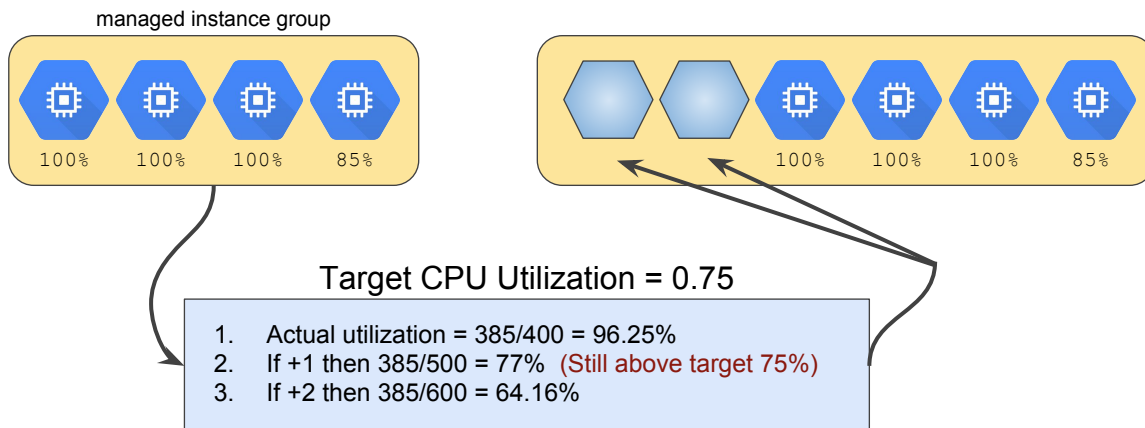 managed instance group
100% 100% 100% 85%
100% 100% 100% 85%
Target CPU Utilization = 0.75
1. Actual utilization = 385/400 = 96.25%
2. If +1 then 385/500 = 77% (Still above target 75%)
3. If +2 then 385/600 = 64.16%